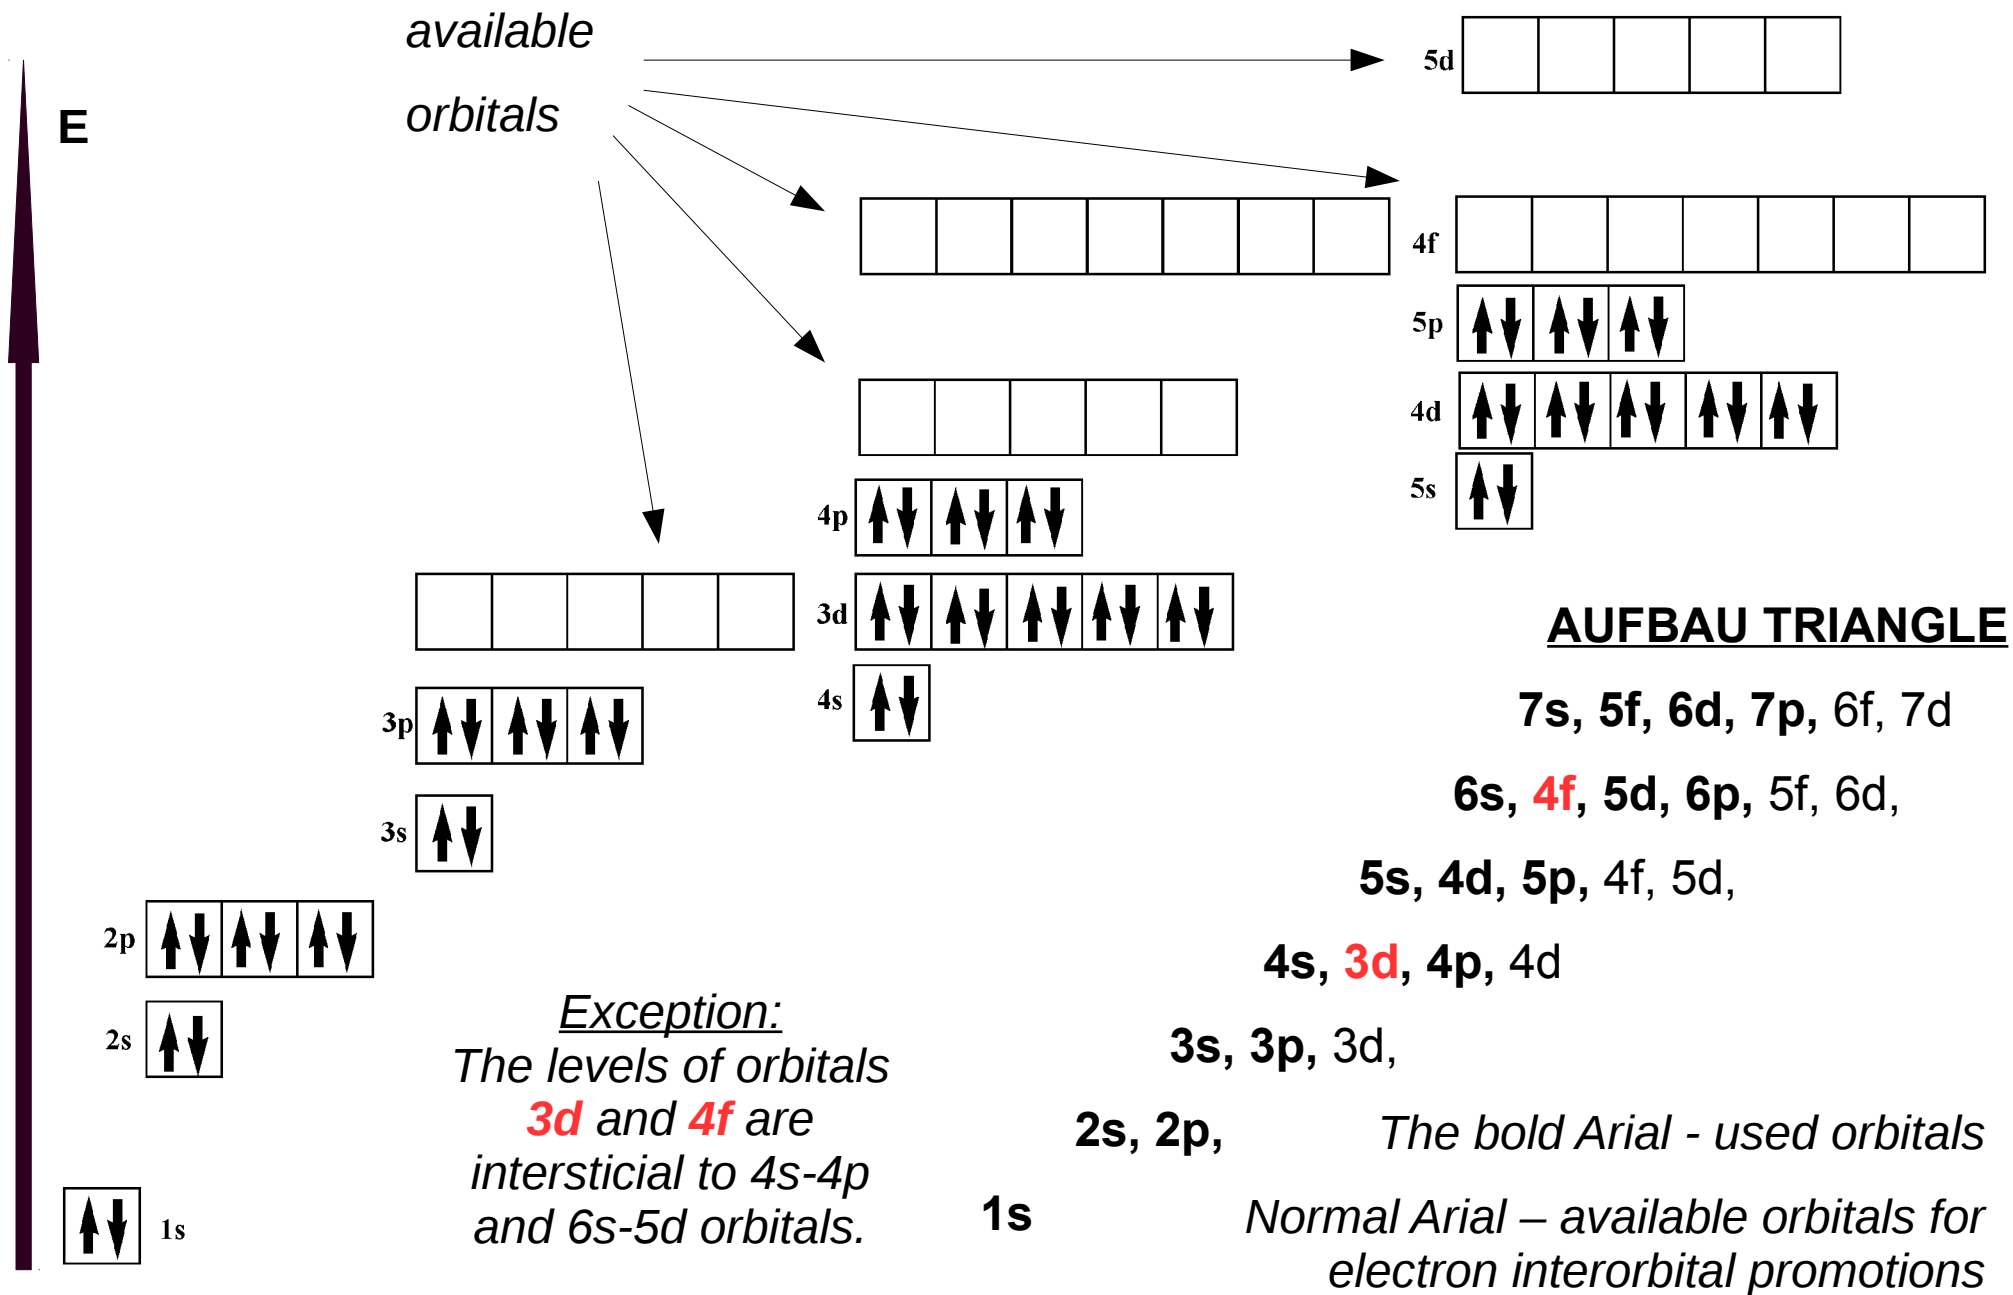 available
orbitals
E
5d
4f
5p
4d
5s
4p
3d
4s
3p
3s
2p
2s
1s
AUFBAU TRIANGLE
7s, 5f, 6d, 7p, 6f, 7d
6s, 4f, 5d, 6p, 5f, 6d,
5s, 4d, 5p, 4f, 5d,
4s, 3d, 4p, 4d
3s, 3p, 3d,
2s, 2p,
1s
Exception:
The levels of orbitals
3d and 4f are
intersticial to 4s-4p
and 6s-5d orbitals.
The bold Arial - used orbitals
Normal Arial – available orbitals for
electron interorbital promotions